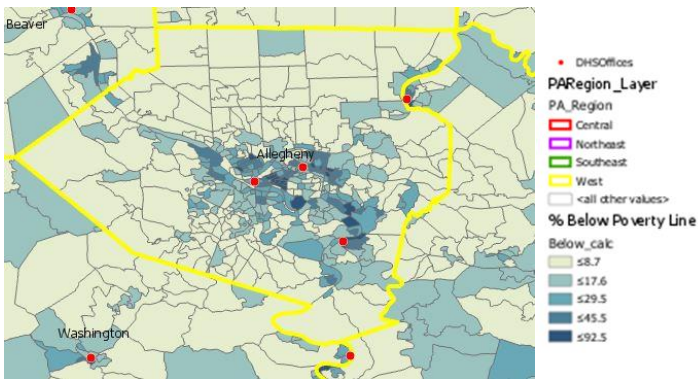 Beaver
Allegheny
Washington
DHSOffices
PARegion_Layer
PA_Region
Central
Northeast
Southeast
West
<all other values>
% Below Poverty Line
Below_calc
≤8.7
≤17.6
≤29.5
≤45.5
≤92.5